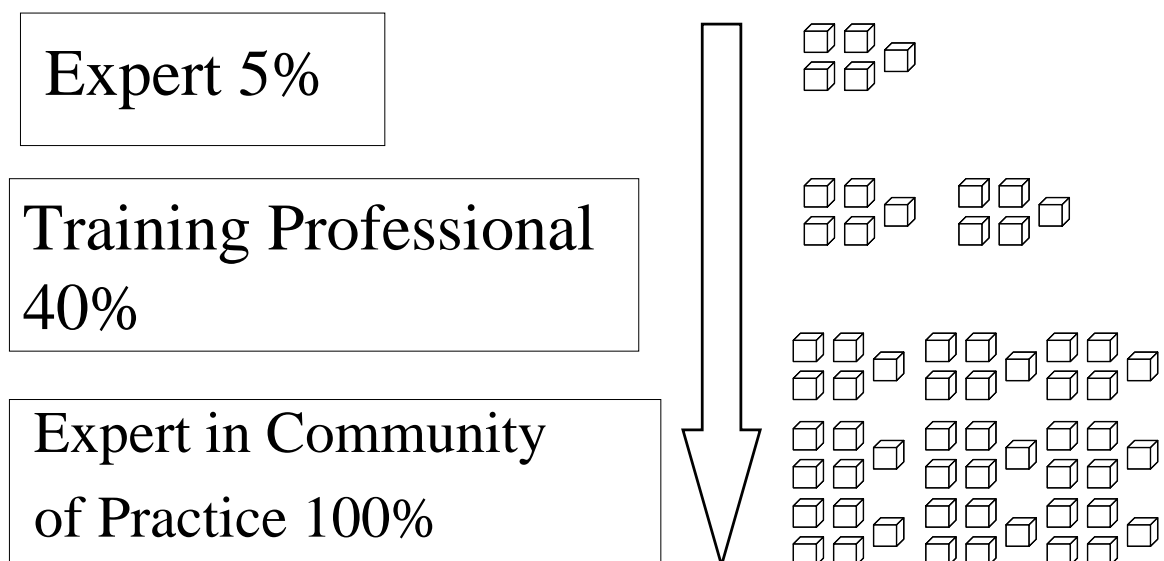 Expert 5%
Training Professional
40%
Expert in Community
of Practice 100%